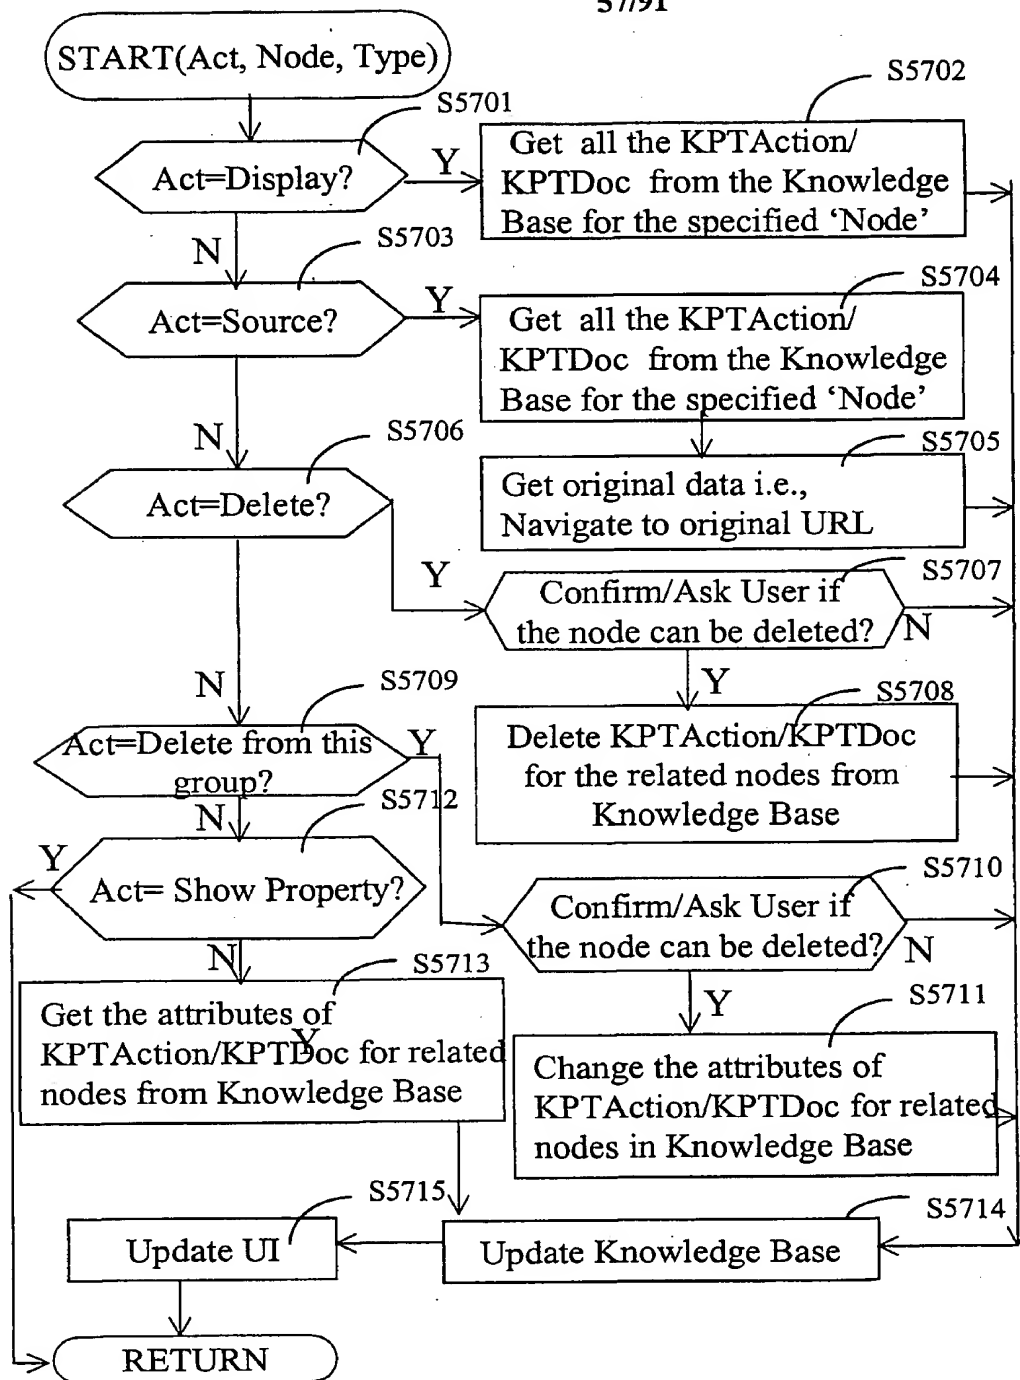 57/91
START(Act, Node, Type)
S5701
Act=Display?
Y
N
S5702
Get all the KPTAction/
KPTDoc from the Knowledge
Base for the specified ‘Node’
S5703
Act=Source?
Y
N
S5704
Get all the KPTAction/
KPTDoc from the Knowledge
Base for the specified ‘Node’
S5705
Get original data i.e.,
Navigate to original URL
S5706
Act=Delete?
Y
N
S5707
Confirm/Ask User if
the node can be deleted?
N
Y
S5708
Delete KPTAction/KPTDoc
for the related nodes from
Knowledge Base
S5709
Act=Delete from this
group?
Y
N
S5710
Confirm/Ask User if
the node can be deleted?
N
Y
S5711
Change the attributes of
KPTAction/KPTDoc for related
nodes in Knowledge Base
S5712
Act= Show Property?
Y
N
S5713
Get the attributes of
Y
KPTAction/KPTDoc for related
nodes from Knowledge Base
S5714
Update Knowledge Base
S5715
Update UI
RETURN